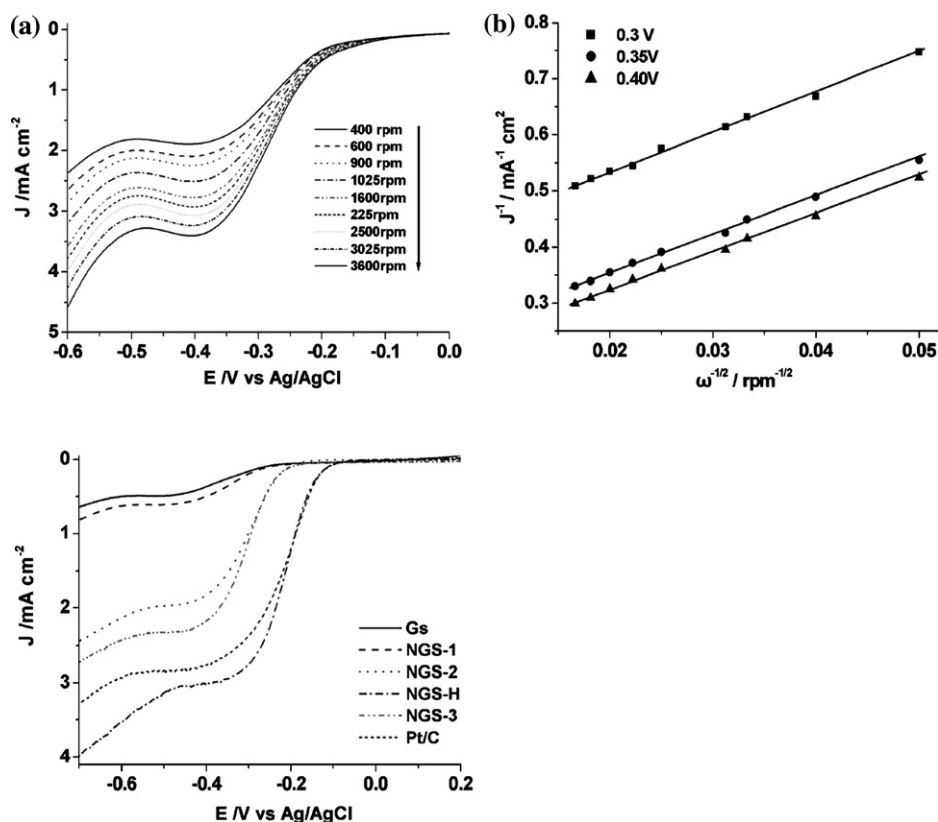 (a)
0
1
2
3
4
5
J /mA cm⁻²
400 rpm
600 rpm
900 rpm
1025rpm
1600rpm
225rpm
2500rpm
3025rpm
3600rpm
-0.6 -0.5 -0.4 -0.3 -0.2 -0.1 0.0
E /V vs Ag/AgCl
(b)
0.8
0.7
0.6
0.5
0.4
0.3
J⁻¹ / mA⁻¹ cm²
0.3 V
0.35V
0.40V
0.02 0.03 0.04 0.05
ω⁻¹/² / rpm⁻¹/²
0
1
2
3
4
J /mA cm⁻²
Gs
NGS-1
NGS-2
NGS-H
NGS-3
Pt/C
-0.6 -0.4 -0.2 0.0 0.2
E /V vs Ag/AgCl